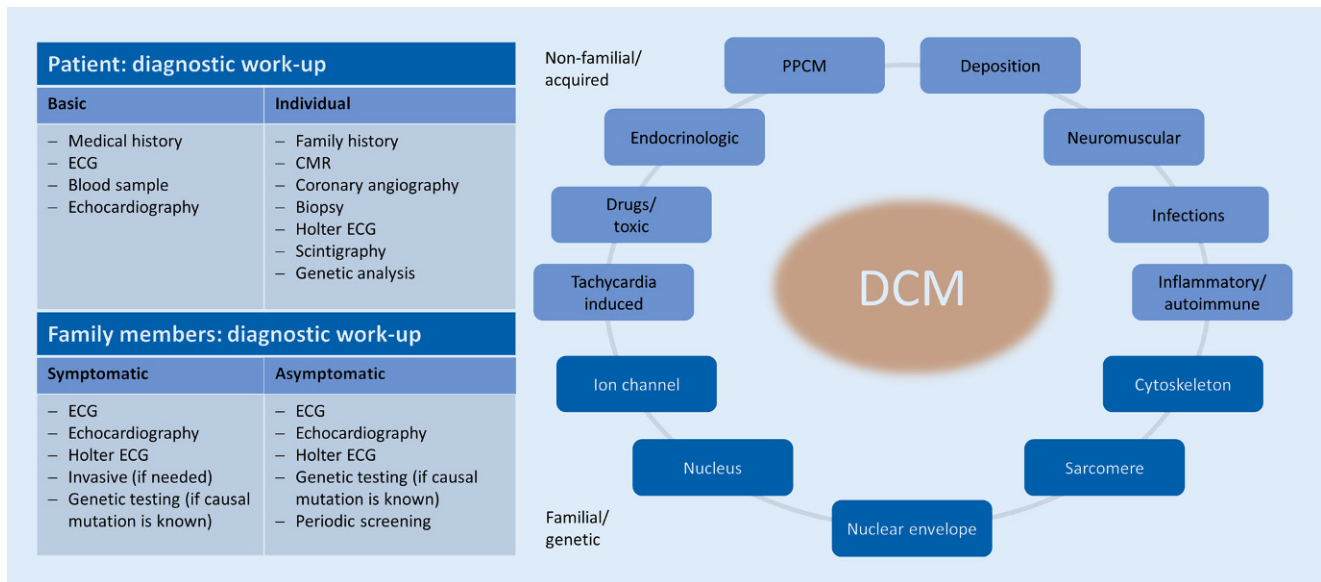 Patient: diagnostic work-up
Basic
– Medical history
– ECG
– Blood sample
– Echocardiography
Individual
– Family history
– CMR
– Coronary angiography
– Biopsy
– Holter ECG
– Scintigraphy
– Genetic analysis
Family members: diagnostic work-up
Symptomatic
– ECG
– Echocardiography
– Holter ECG
– Invasive (if needed)
– Genetic testing (if causal
mutation is known)
Asymptomatic
– ECG
– Echocardiography
– Holter ECG
– Genetic testing (if causal
mutation is known)
– Periodic screening
Non-familial/
acquired
PPCM
Deposition
Endocrinologic
Neuromuscular
Drugs/
toxic
Infections
Tachycardia
induced
DCM
Inflammatory/
autoimmune
Ion channel
Cytoskeleton
Nucleus
Sarcomere
Familial/
genetic
Nuclear envelope